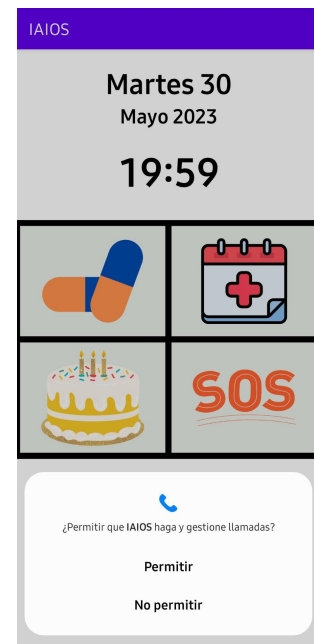 IAIOS
Martes 30
Mayo 2023
19:59
SOS
¿Permitir que IAIOS haga y gestione llamadas?
Permitir
No permitir